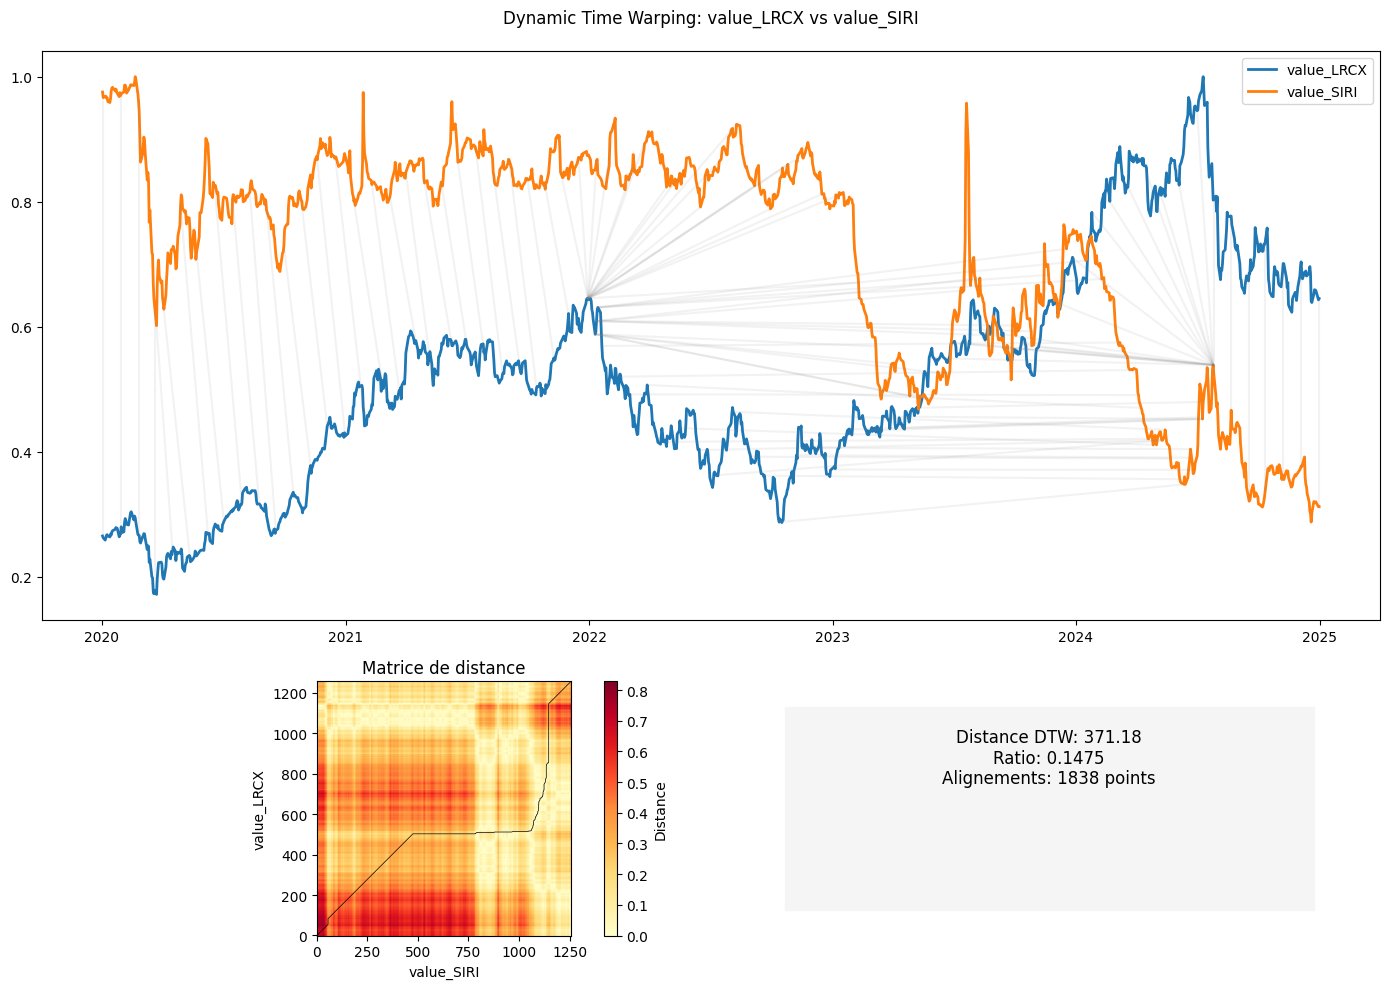 Dynamic Time Warping: value_LRCX vs value_SIRI
value_LRCX
value_SIRI
1.0
0.8
0.6
0.4
0.2
2020 2021 2022 2023 2024 2025
Matrice de distance
value_LRCX
1200
1000
800
600
400
200
0
0 250 500 750 1000 1250
value_SIRI
0.8
0.7
0.6
0.5
0.4
0.3
0.2
0.1
0.0
Distance
Distance DTW: 371.18
Ratio: 0.1475
Alignements: 1838 points